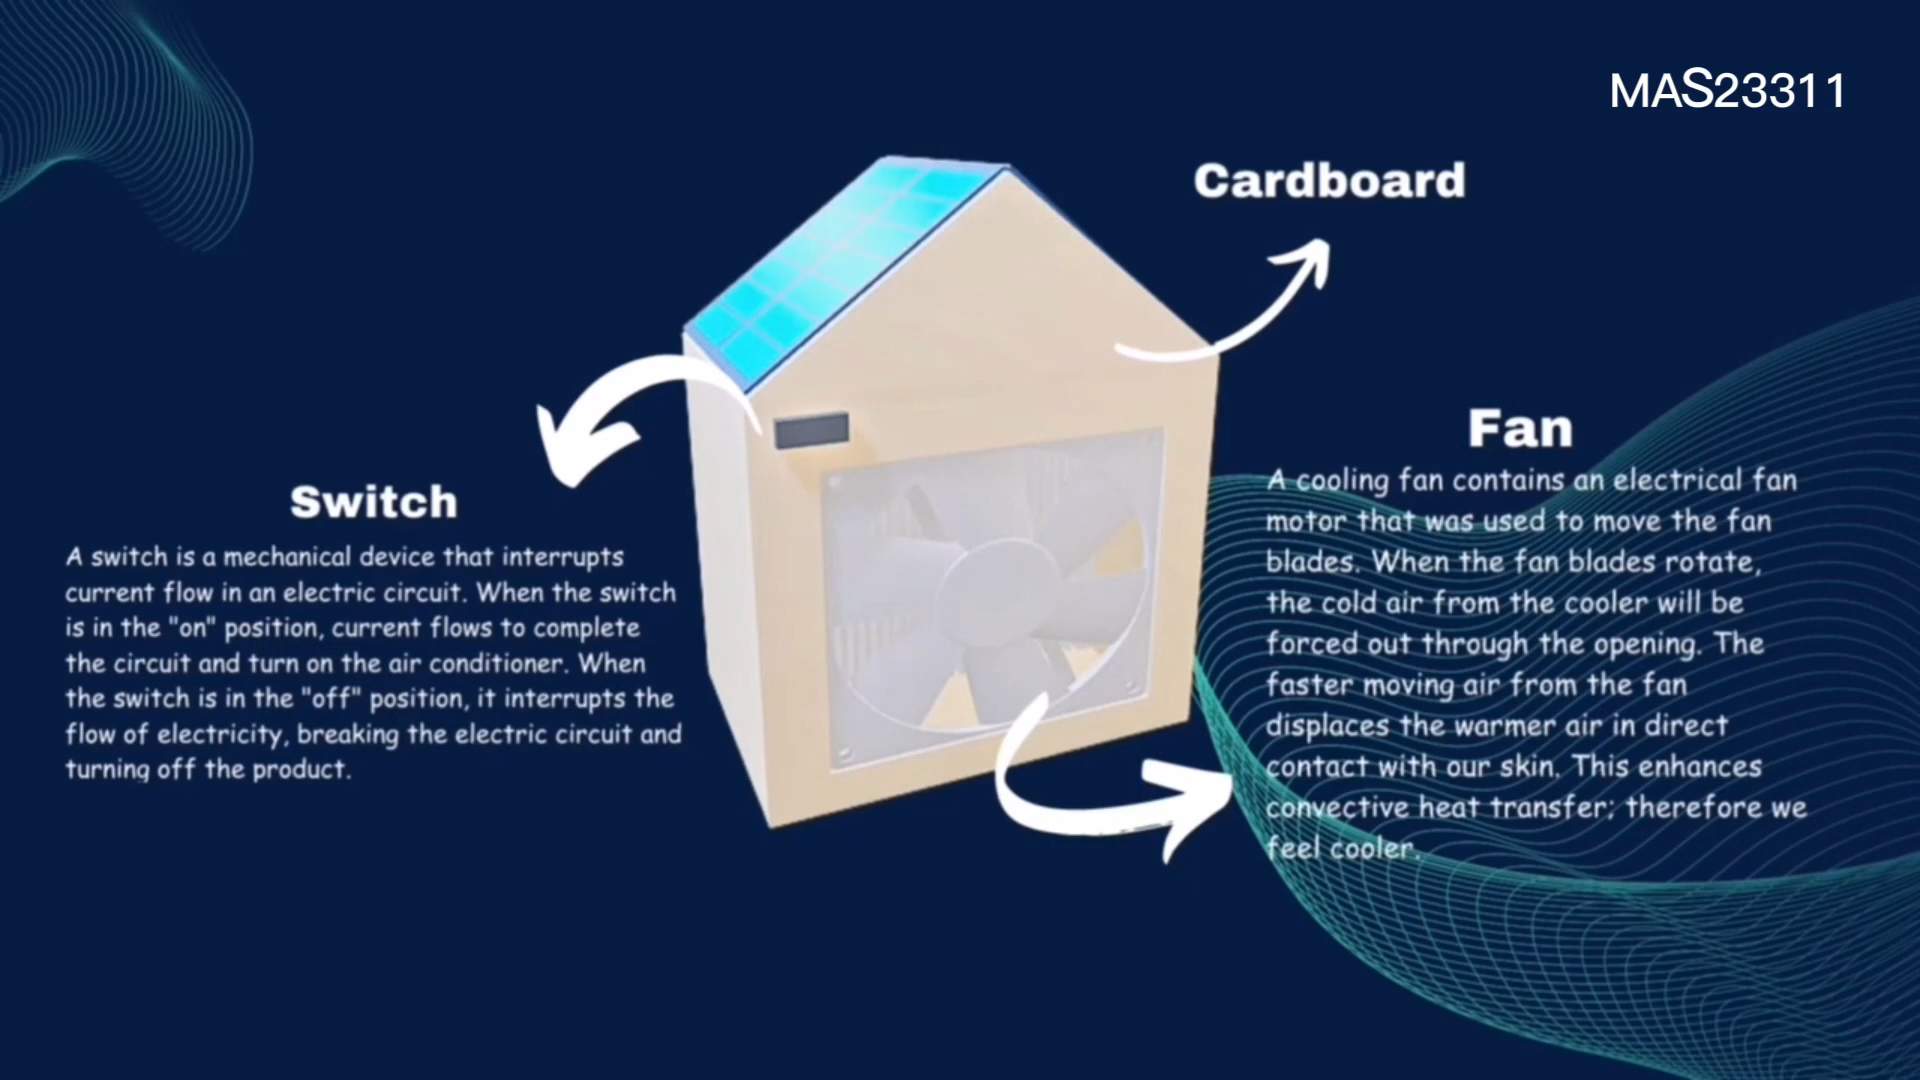 MAS23311
Cardboard
Switch
A switch is a mechanical device that interrupts
current flow in an electric circuit. When the switch
is in the "on" position, current flows to complete
the circuit and turn on the air conditioner. When
the switch is in the "off" position, it interrupts the
flow of electricity, breaking the electric circuit and
turning off the product.
Fan
A cooling fan contains an electrical fan
motor that was used to move the fan
blades. When the fan blades rotate,
the cold air from the cooler will be
forced out through the opening. The
faster moving air from the fan
displaces the warmer air in direct
contact with our skin. This enhances
convective heat transfer; therefore we
feel cooler.